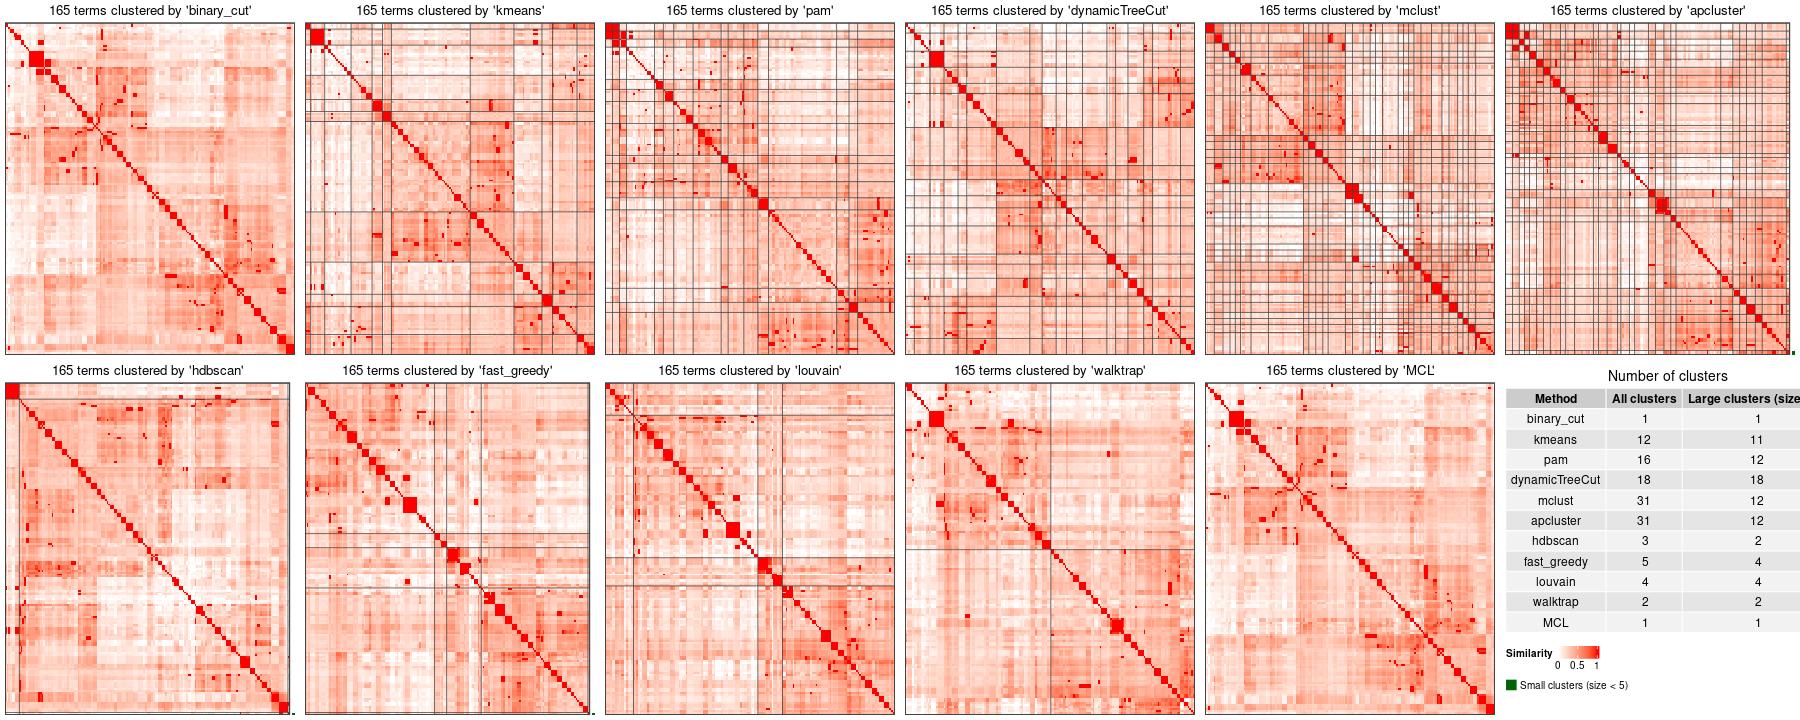 165 terms clustered by 'binary_cut'
165 terms clustered by 'kmeans'
165 terms clustered by 'pam'
165 terms clustered by 'dynamicTreeCut'
165 terms clustered by 'mclust'
165 terms clustered by 'apcluster'
165 terms clustered by 'hdbscan'
165 terms clustered by 'fast_greedy'
165 terms clustered by 'louvain'
165 terms clustered by 'walktrap'
165 terms clustered by 'MCL'
Number of clusters
Method All clusters Large clusters (size
binary_cut 1 1
kmeans 12 11
pam 16 12
dynamicTreeCut 18 18
mclust 31 12
apcluster 31 12
hdbscan 3 2
fast_greedy 5 4
louvain 4 4
walktrap 2 2
MCL 1 1
Similarity
0 0.5 1
Small clusters (size < 5)